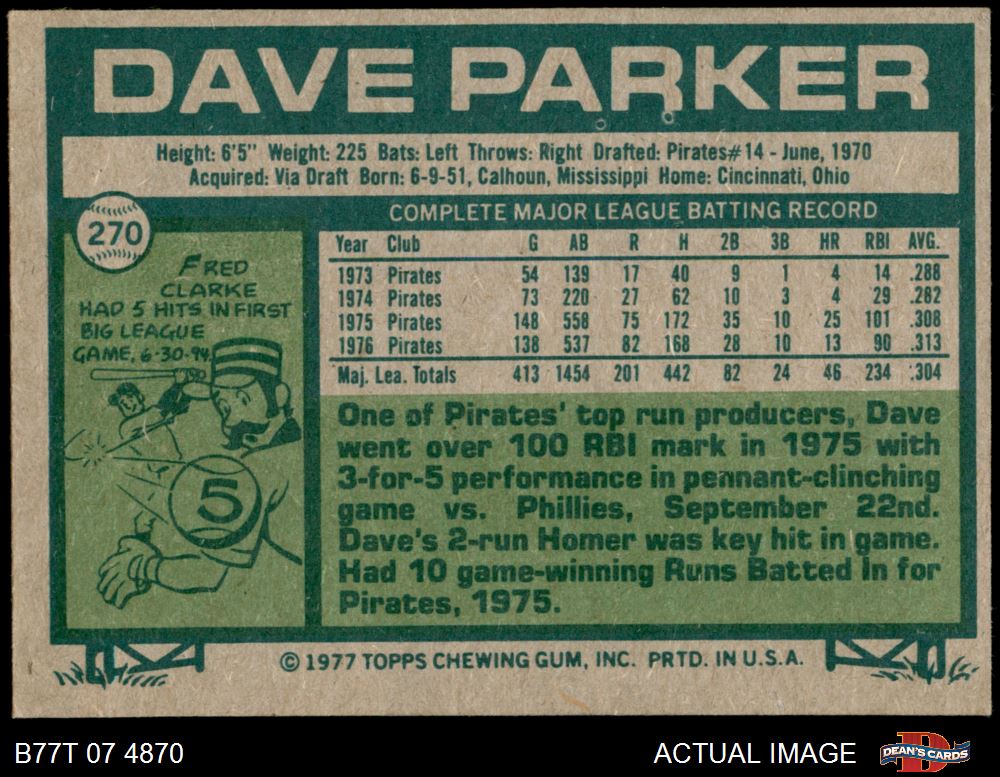 DAVE PARKER
Height: 6'5" Weight: 225 Bats: Left Throws: Right Drafted: Pirates#14 - June, 1970
Acquired: Via Draft Born: 6-9-51, Calhoun, Mississippi Home: Cincinnati, Ohio
270
FRED
CLARKE
HAD 5 HITS IN FIRST
BIG LEAGUE
GAME, 6-30-94.
5
COMPLETE MAJOR LEAGUE BATTING RECORD
Year Club G AB R H 2B 3B HR RBI AVG.
1973 Pirates 54 139 17 40 9 1 4 14 .288
1974 Pirates 73 220 27 62 10 3 4 29 .282
1975 Pirates 148 558 75 172 35 10 25 101 .308
1976 Pirates 138 537 82 168 28 10 13 90 .313
Maj. Lea. Totals 413 1454 201 442 82 24 46 234 .304
One of Pirates' top run producers, Dave
went over 100 RBI mark in 1975 with
3-for-5 performance in pennant-clinching
game vs. Phillies, September 22nd.
Dave's 2-run Homer was key hit in game.
Had 10 game-winning Runs Batted In for
Pirates, 1975.
© 1977 TOPPS CHEWING GUM, INC. PRTD. IN U.S.A.
B77T 07 4870 ACTUAL IMAGE DEAN'S CARDS